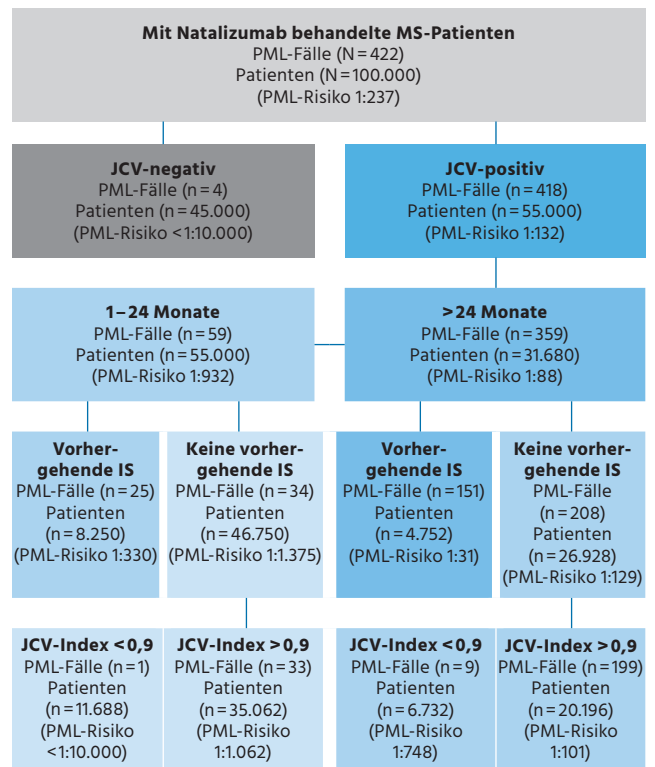 Mit Natalizumab behandelte MS-Patienten
PML-Fälle (N = 422)
Patienten (N = 100.000)
(PML-Risiko 1:237)
JCV-negativ
PML-Fälle (n = 4)
Patienten (n = 45.000)
(PML-Risiko <1:10.000)
JCV-positiv
PML-Fälle (n = 418)
Patienten (n = 55.000)
(PML-Risiko 1:132)
1–24 Monate
PML-Fälle (n = 59)
Patienten (n = 55.000)
(PML-Risiko 1:932)
>24 Monate
PML-Fälle (n = 359)
Patienten (n = 31.680)
(PML-Risiko 1:88)
Vorher-
gehende IS
PML-Fälle (n = 25)
Patienten
(n = 8.250)
(PML-Risiko 1:330)
Keine vorher-
gehende IS
PML-Fälle (n = 34)
Patienten
(n = 46.750)
(PML-Risiko 1:1.375)
Vorher-
gehende IS
PML-Fälle (n = 151)
Patienten
(n = 4.752)
(PML-Risiko 1:31)
Keine vorher-
gehende IS
PML-Fälle
(n = 208)
Patienten
(n = 26.928)
(PML-Risiko 1:129)
JCV-Index <0,9
PML-Fälle (n = 1)
Patienten
(n = 11.688)
(PML-Risiko
<1:10.000)
JCV-Index >0,9
PML-Fälle (n = 33)
Patienten
(n = 35.062)
(PML-Risiko
1:1.062)
JCV-Index <0,9
PML-Fälle (n = 9)
Patienten
(n = 6.732)
(PML-Risiko
1:748)
JCV-Index >0,9
PML-Fälle (n = 199)
Patienten
(n = 20.196)
(PML-Risiko
1:101)